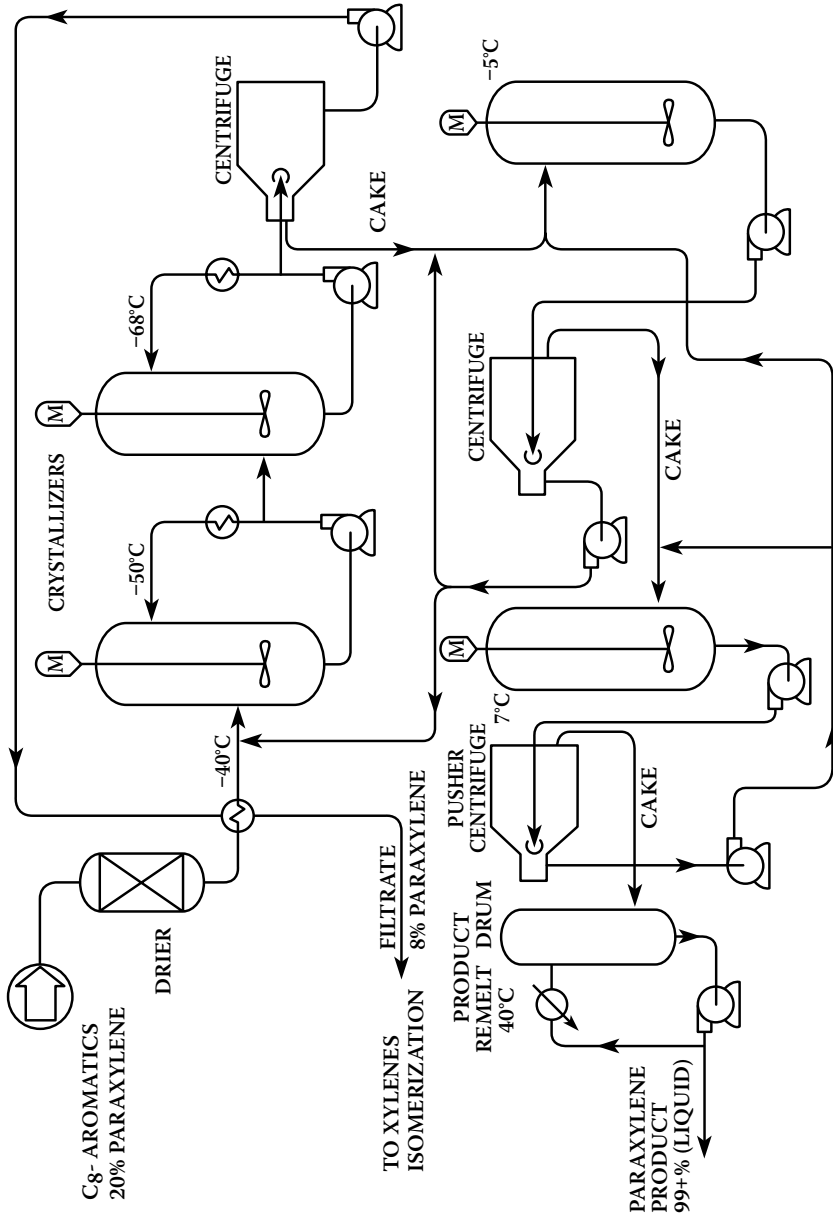 C₈- AROMATICS
20% PARAXYLENE
DRIER
−40°C
−50°C
CRYSTALLIZERS
M
−68°C
M
CENTRIFUGE
CAKE
TO XYLENES
ISOMERIZATION
FILTRATE
8% PARAXYLENE
PARAXYLENE
PRODUCT
99+% (LIQUID)
PRODUCT
REMELT DRUM
40°C
PUSHER
CENTRIFUGE
CAKE
7°C
M
CENTRIFUGE
CAKE
M
−5°C